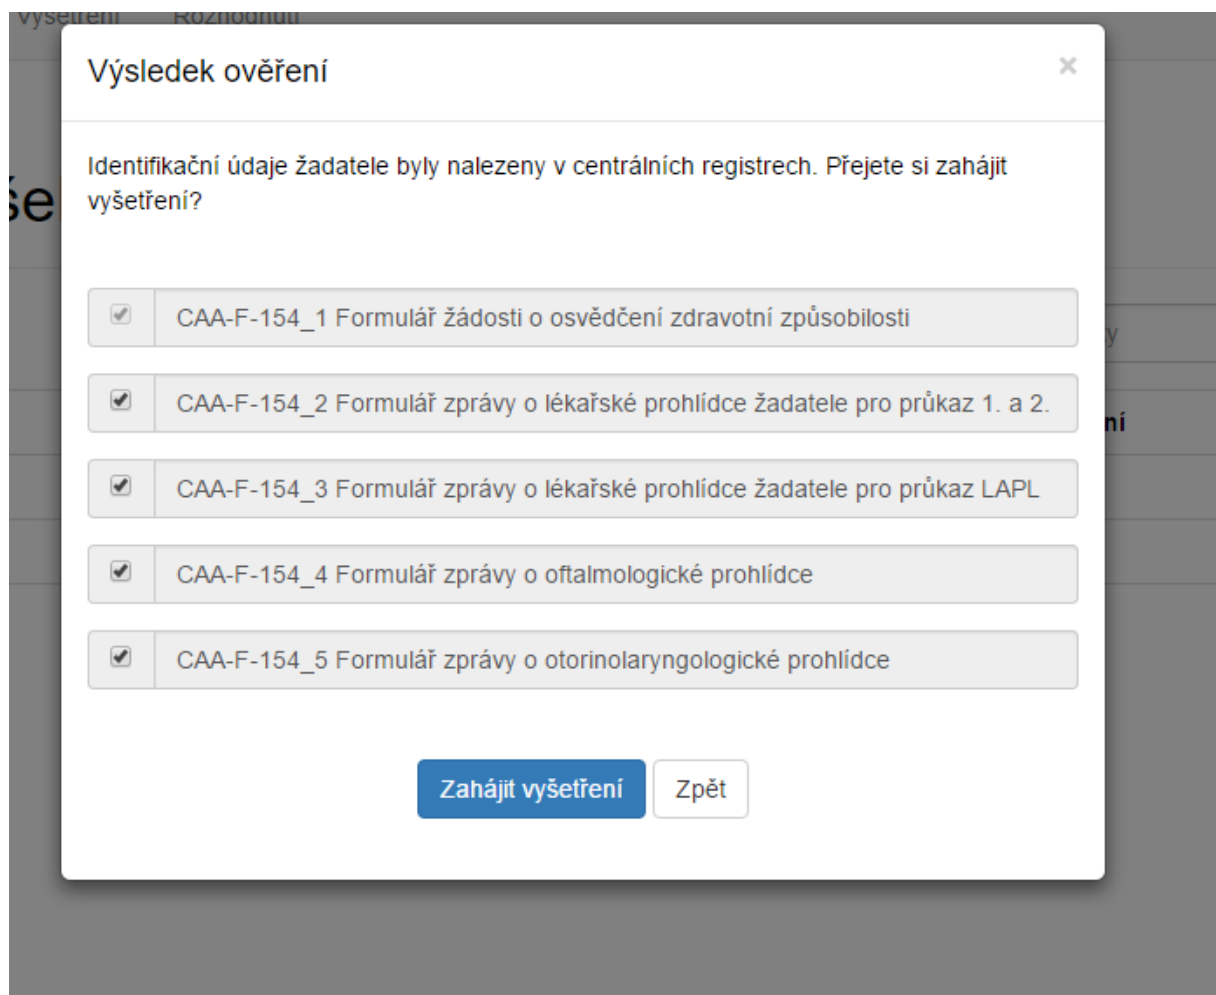 Vyšetření Rozhodnutí
Výsledek ověření
×
Identifikační údaje žadatele byly nalezeny v centrálních registrech. Přejete si zahájit
vyšetření?
CAA-F-154_1 Formulář žádosti o osvědčení zdravotní způsobilosti
CAA-F-154_2 Formulář zprávy o lékařské prohlídce žadatele pro průkaz 1. a 2.
CAA-F-154_3 Formulář zprávy o lékařské prohlídce žadatele pro průkaz LAPL
CAA-F-154_4 Formulář zprávy o oftalmologické prohlídce
CAA-F-154_5 Formulář zprávy o otorinolaryngologické prohlídce
Zahájit vyšetření Zpět